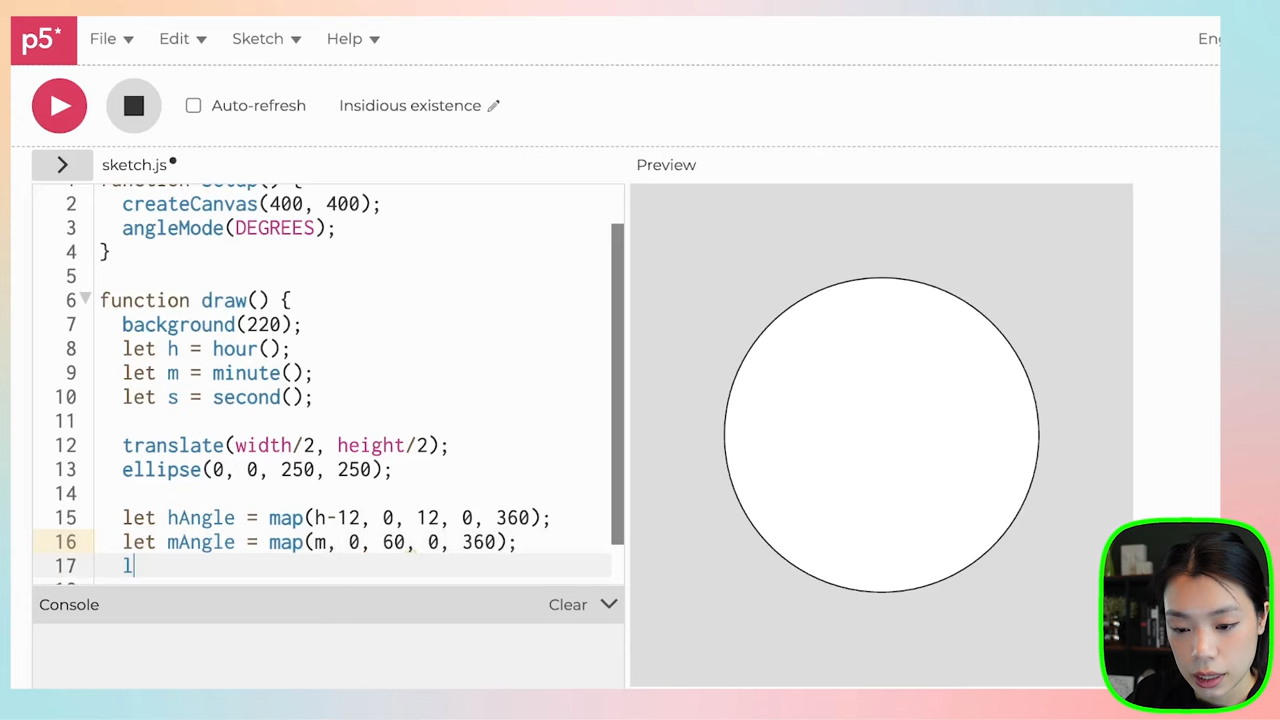 p5* File Edit Sketch Help
Auto-refresh Insidious existence
sketch.js
Preview
2 createCanvas(400, 400);
3 angleMode(DEGREES);
4 }
5
6 function draw() {
7 background(220);
8 let h = hour();
9 let m = minute();
10 let s = second();
11
12 translate(width/2, height/2);
13 ellipse(0, 0, 250, 250);
14
15 let hAngle = map(h-12, 0, 12, 0, 360);
16 let mAngle = map(m, 0, 60, 0, 360);
17 l
Console Clear